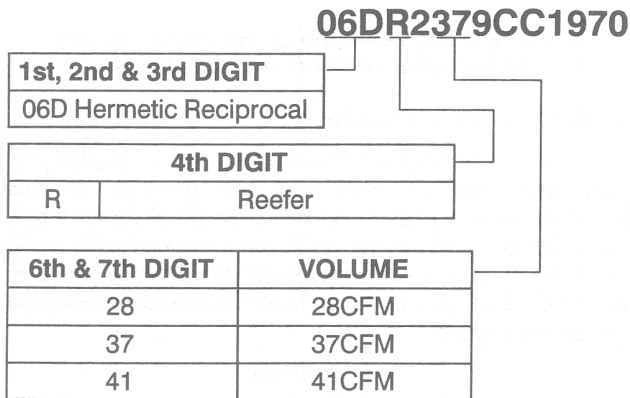 06DR2379CC1970
1st, 2nd & 3rd DIGIT
06D Hermetic Reciprocal
4th DIGIT
R Reefer
6th & 7th DIGIT VOLUME
28 28CFM
37 37CFM
41 41CFM